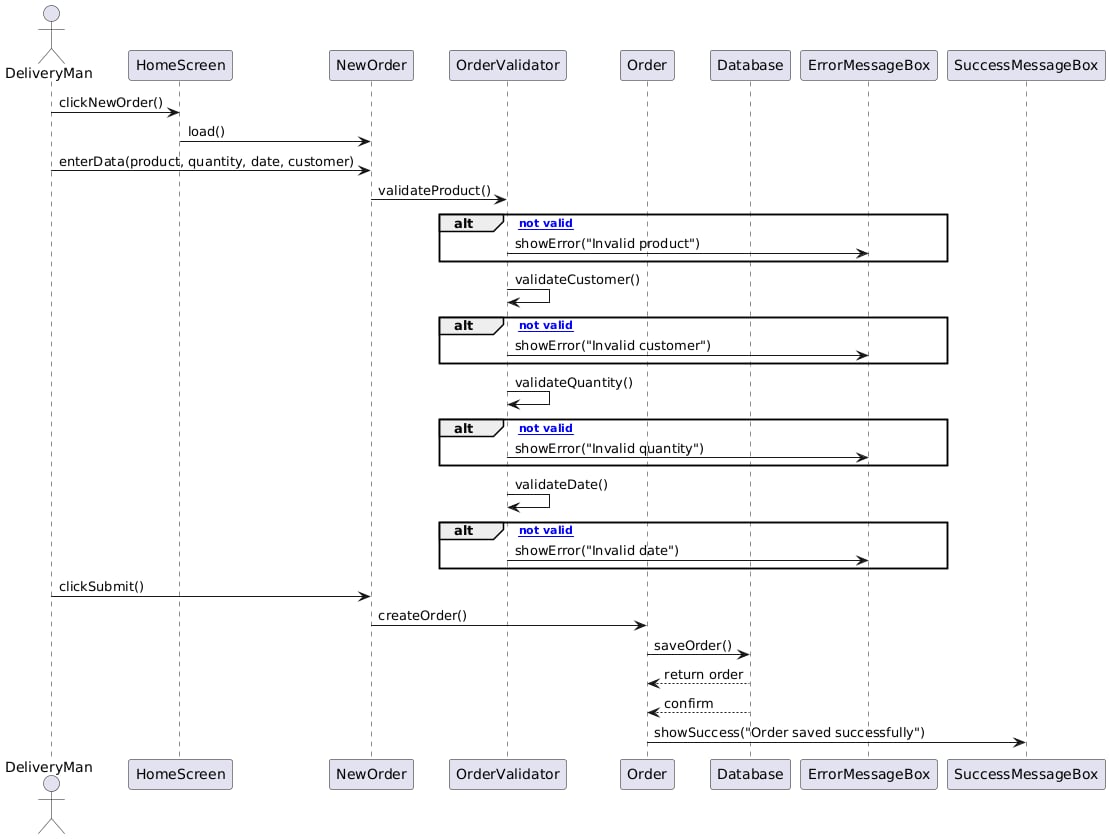 DeliveryMan
HomeScreen
NewOrder
OrderValidator
Order
Database
ErrorMessageBox
SuccessMessageBox
clickNewOrder()
load()
enterData(product, quantity, date, customer)
validateProduct()
alt
not valid
showError("Invalid product")
validateCustomer()
alt
not valid
showError("Invalid customer")
validateQuantity()
alt
not valid
showError("Invalid quantity")
validateDate()
alt
not valid
showError("Invalid date")
clickSubmit()
createOrder()
saveOrder()
return order
confirm
showSuccess("Order saved successfully")
DeliveryMan
HomeScreen
NewOrder
OrderValidator
Order
Database
ErrorMessageBox
SuccessMessageBox